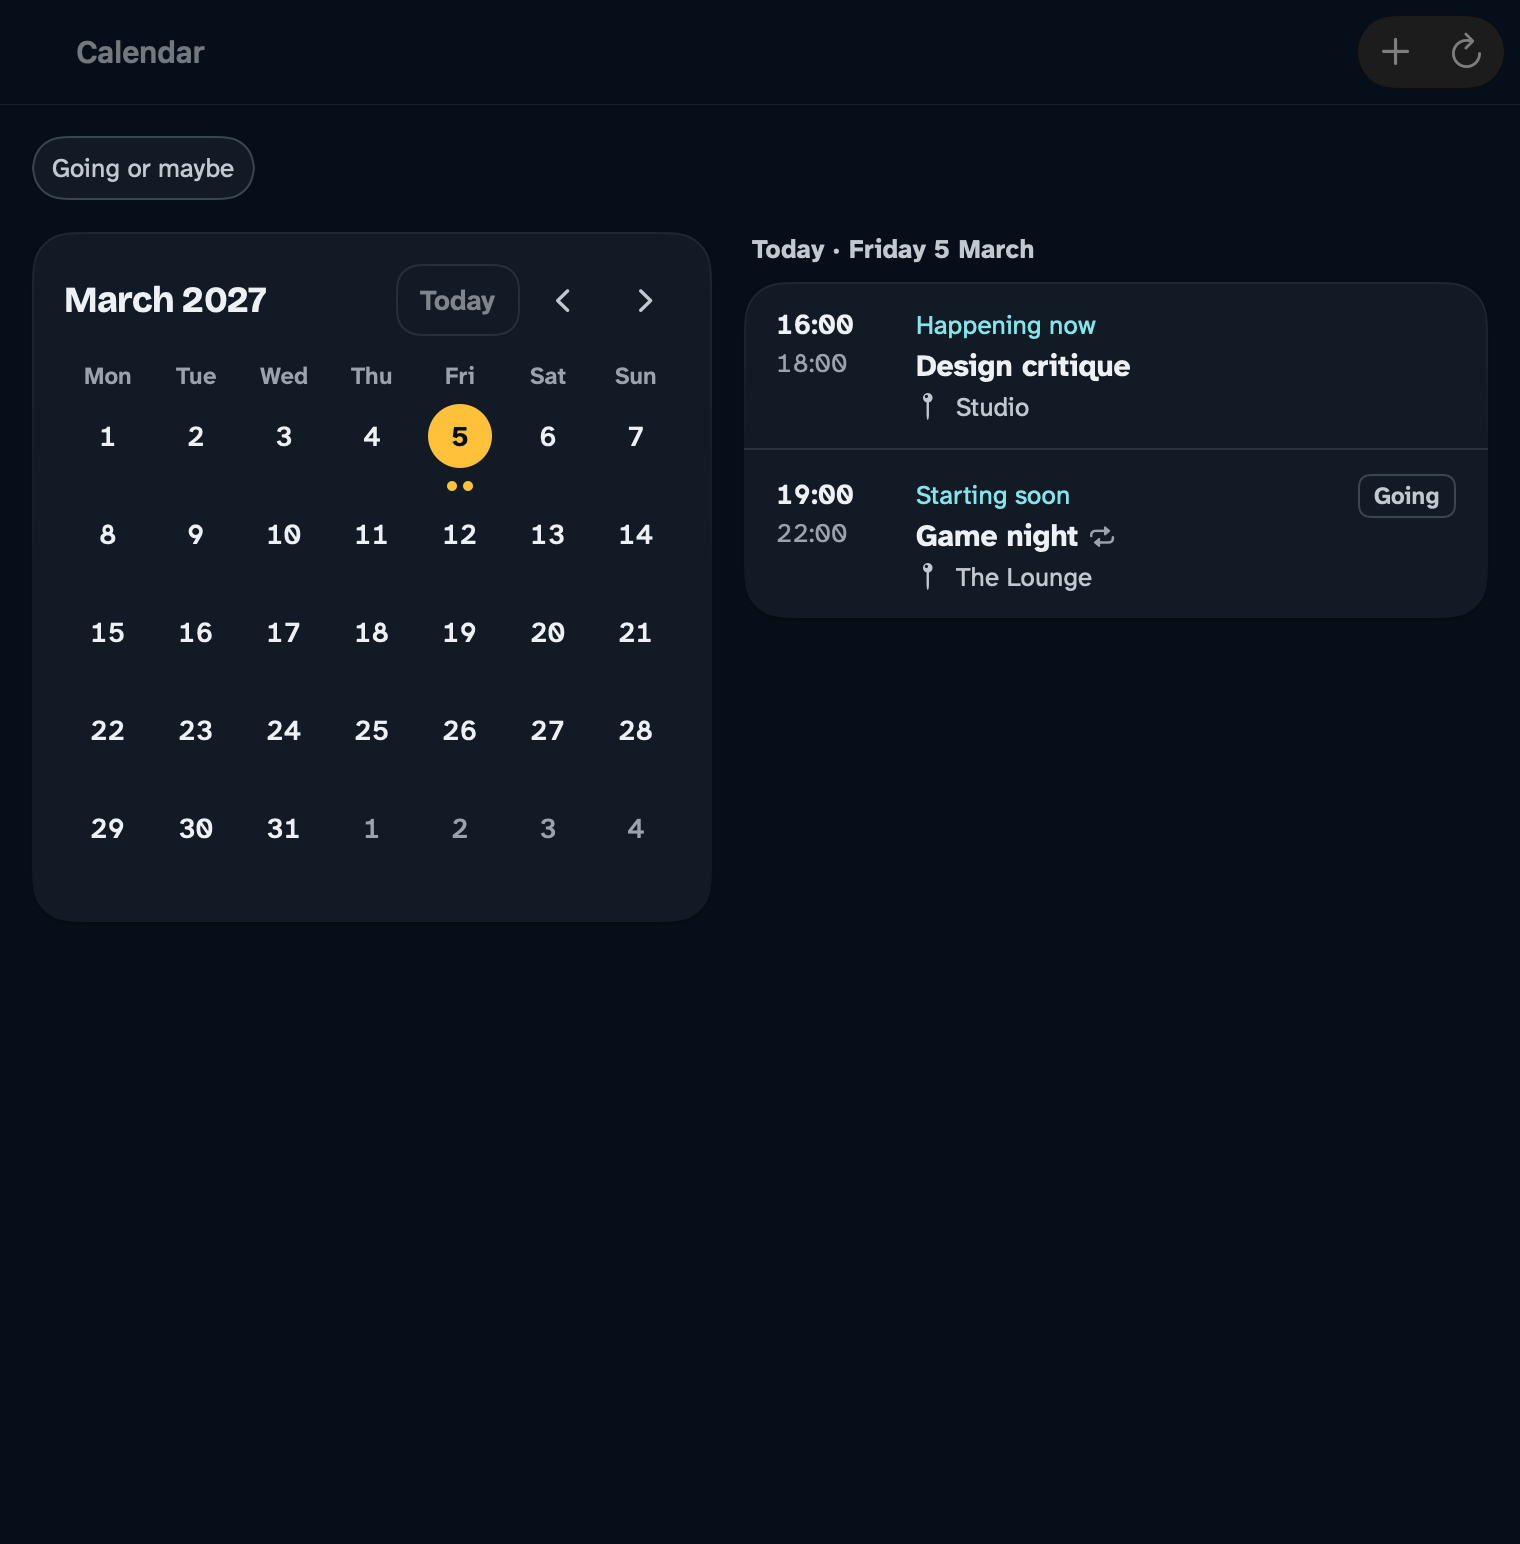 Calendar
Going or maybe
March 2027
Today
Mon Tue Wed Thu Fri Sat Sun
1 2 3 4 5 6 7
8 9 10 11 12 13 14
15 16 17 18 19 20 21
22 23 24 25 26 27 28
29 30 31 1 2 3 4
Today · Friday 5 March
16:00 Happening now
18:00 Design critique
Studio
19:00 Starting soon Going
22:00 Game night
The Lounge